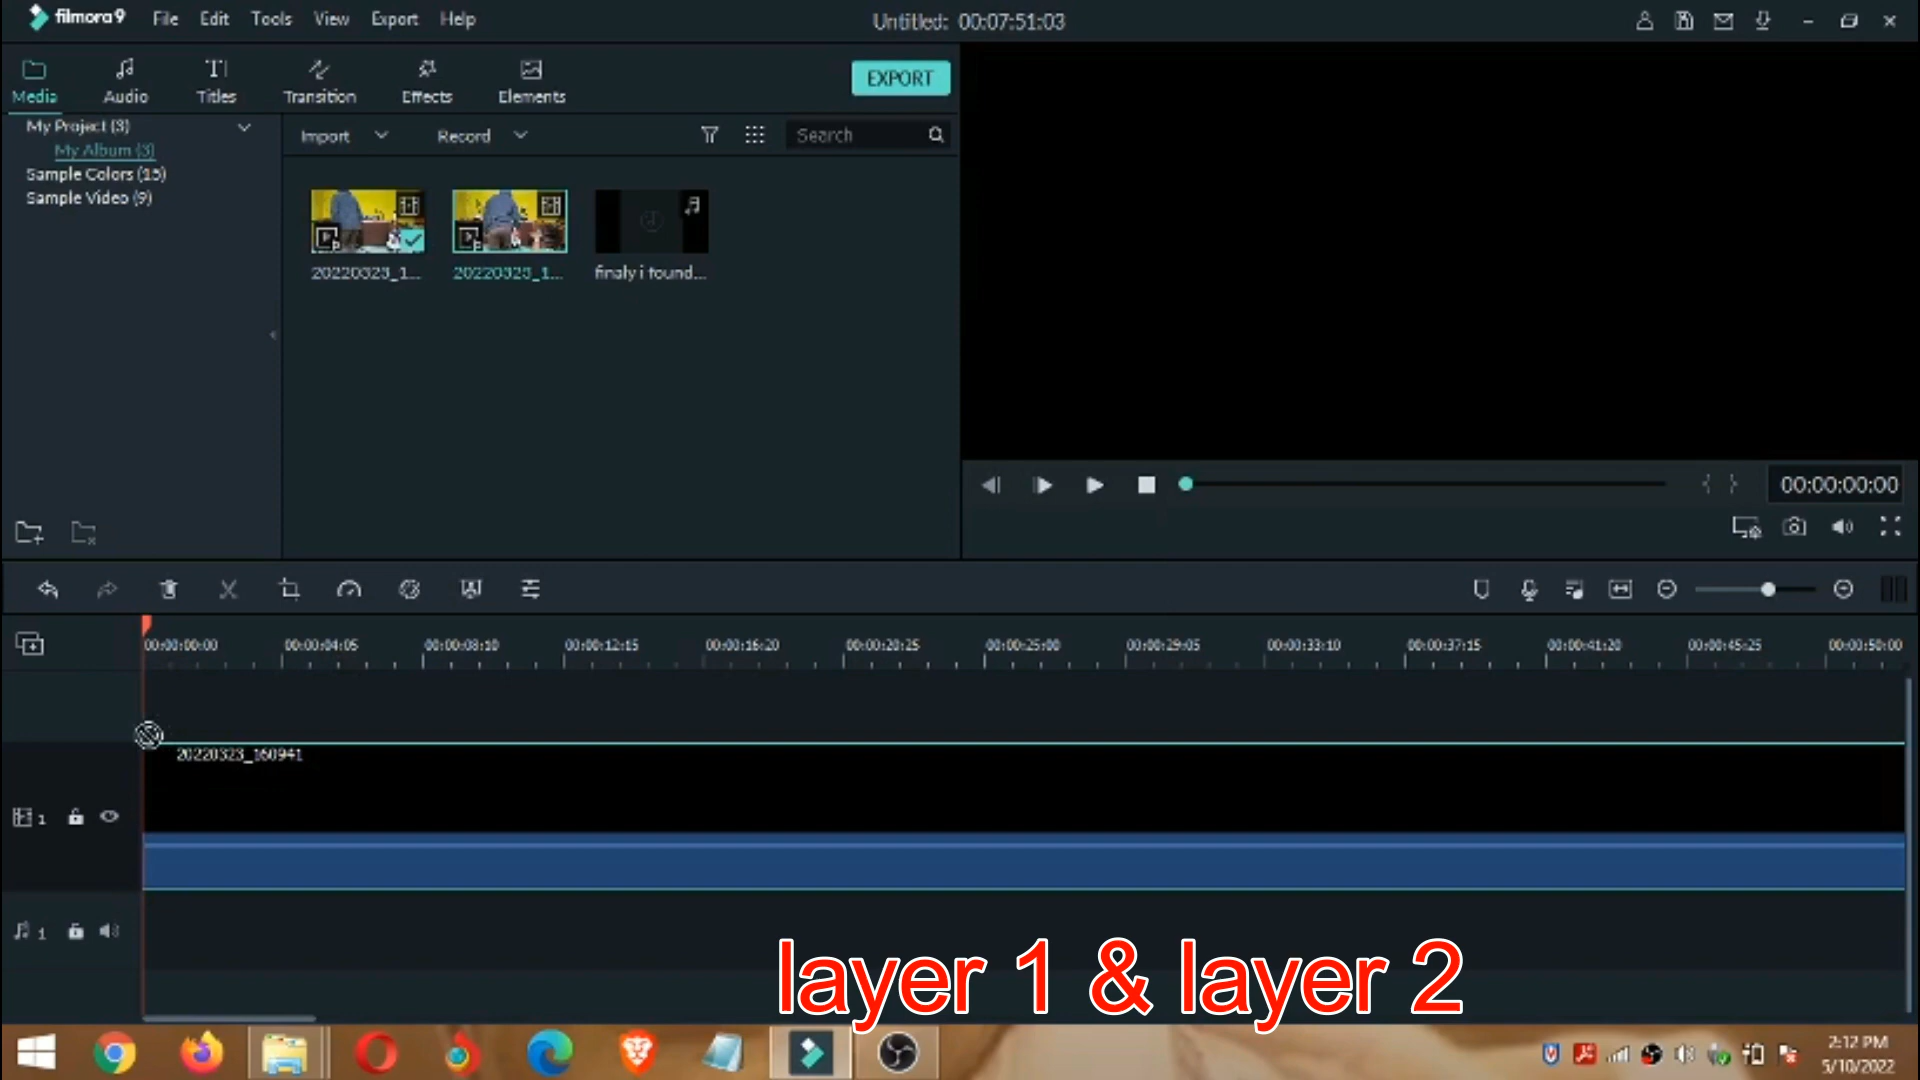 filmora9 File Edit Tools View Export Help
Untitled: 00:07:51:03
Media Audio Titles Transition Effects Elements
EXPORT
My Project (3)
My Album (3)
Sample Colors (15)
Sample Video (9)
Import Record Search
20220323_1... 20220323_1... finaly i found...
00:00:00:00
00:00:00:00 00:00:04:05 00:00:08:10 00:00:12:15 00:00:16:20 00:00:20:25 00:00:25:00 00:00:29:05 00:00:33:10 00:00:37:15 00:00:41:20 00:00:45:25 00:00:50:00
20220323_160941
1
1
layer 1 & layer 2
2:12 PM
5/10/2022